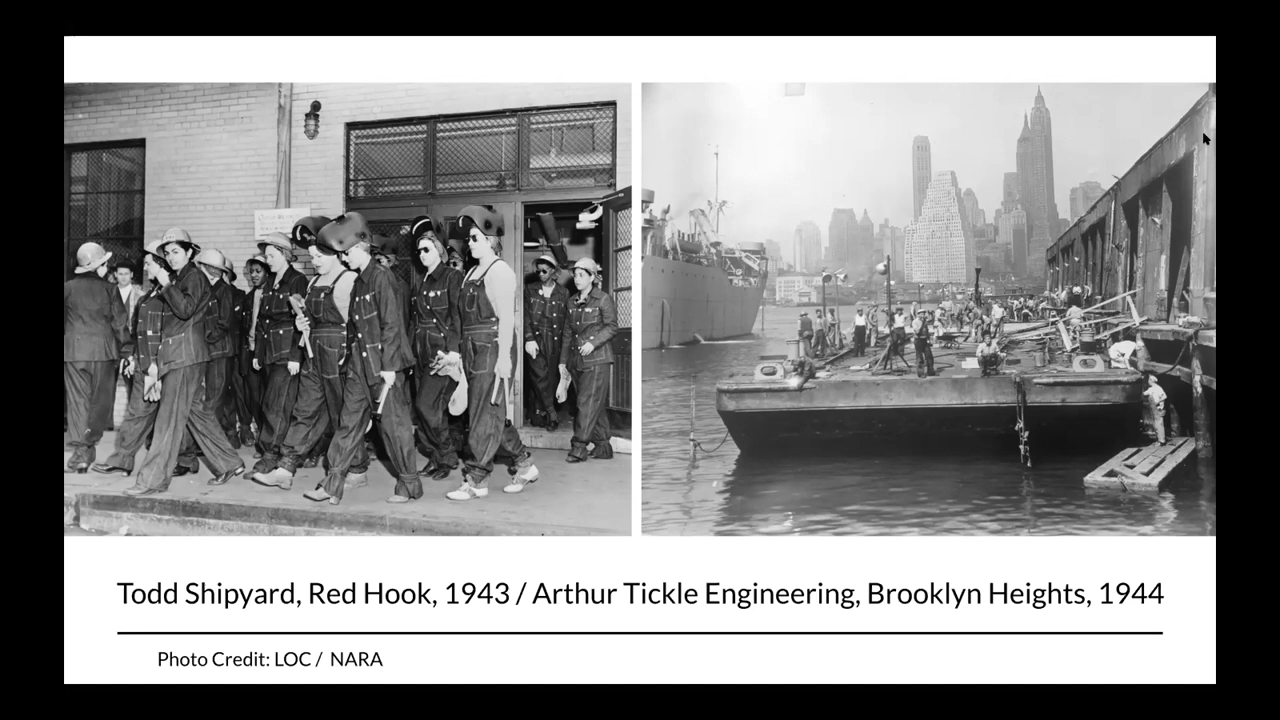 Todd Shipyard, Red Hook, 1943 / Arthur Tickle Engineering, Brooklyn Heights, 1944
Photo Credit: LOC / NARA